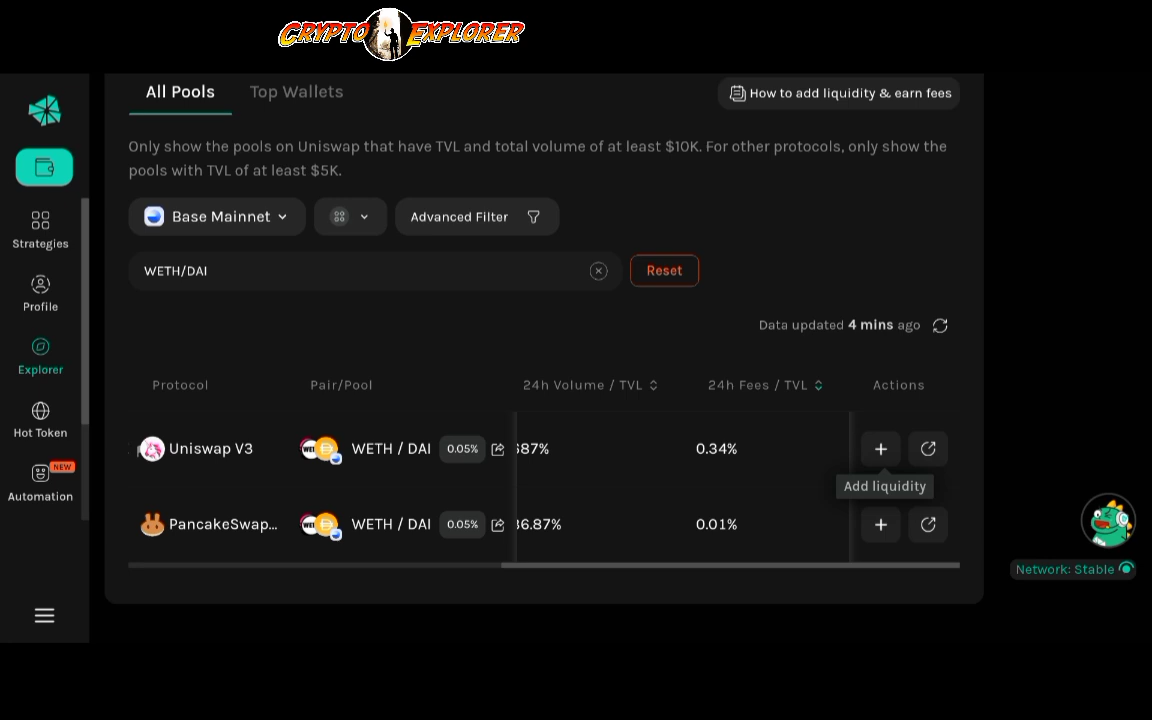 CRYPTO EXPLORER
All Pools
Top Wallets
How to add liquidity & earn fees
Only show the pools on Uniswap that have TVL and total volume of at least $10K. For other protocols, only show the
pools with TVL of at least $5K.
Base Mainnet
Advanced Filter
WETH/DAI
Reset
Data updated 4 mins ago
Protocol
Pair/Pool
24h Volume / TVL
24h Fees / TVL
Actions
Uniswap V3
WETH / DAI
0.05%
87%
0.34%
Add liquidity
PancakeSwap...
WETH / DAI
0.05%
6.87%
0.01%
Strategies
Profile
Explorer
Hot Token
NEW
Automation
Network: Stable